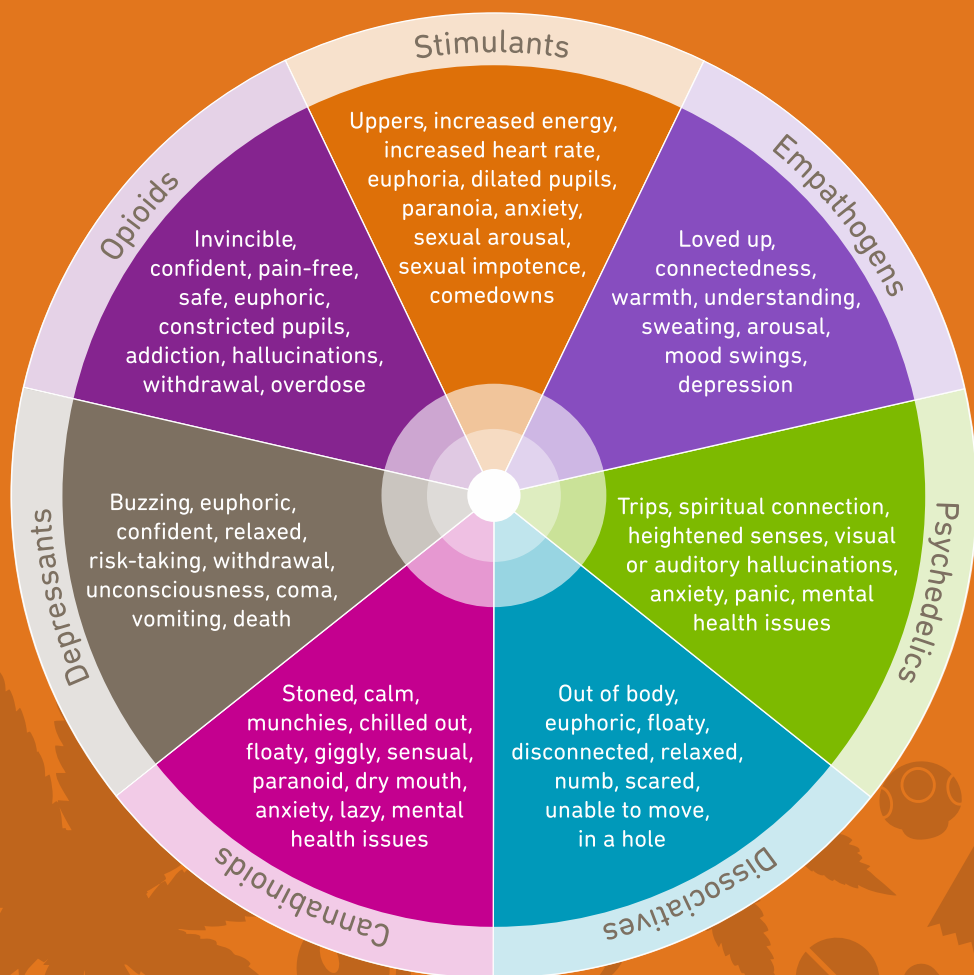 Stimulants
Uppers, increased energy,
increased heart rate,
euphoria, dilated pupils,
paranoia, anxiety,
sexual arousal,
sexual impotence,
comedowns
Empathogens
Loved up,
connectedness,
warmth, understanding,
sweating, arousal,
mood swings,
depression
Psychedelics
Trips, spiritual connection,
heightened senses, visual
or auditory hallucinations,
anxiety, panic, mental
health issues
Dissociatives
Out of body,
euphoric, floaty,
disconnected, relaxed,
numb, scared,
unable to move,
in a hole
Cannabinoids
Stoned, calm,
munchies, chilled out,
floaty, giggly, sensual,
paranoid, dry mouth,
anxiety, lazy, mental
health issues
Depressants
Buzzing, euphoric,
confident, relaxed,
risk-taking, withdrawal,
unconsciousness, coma,
vomiting, death
Opioids
Invincible,
confident, pain-free,
safe, euphoric,
constricted pupils,
addiction, hallucinations,
withdrawal, overdose